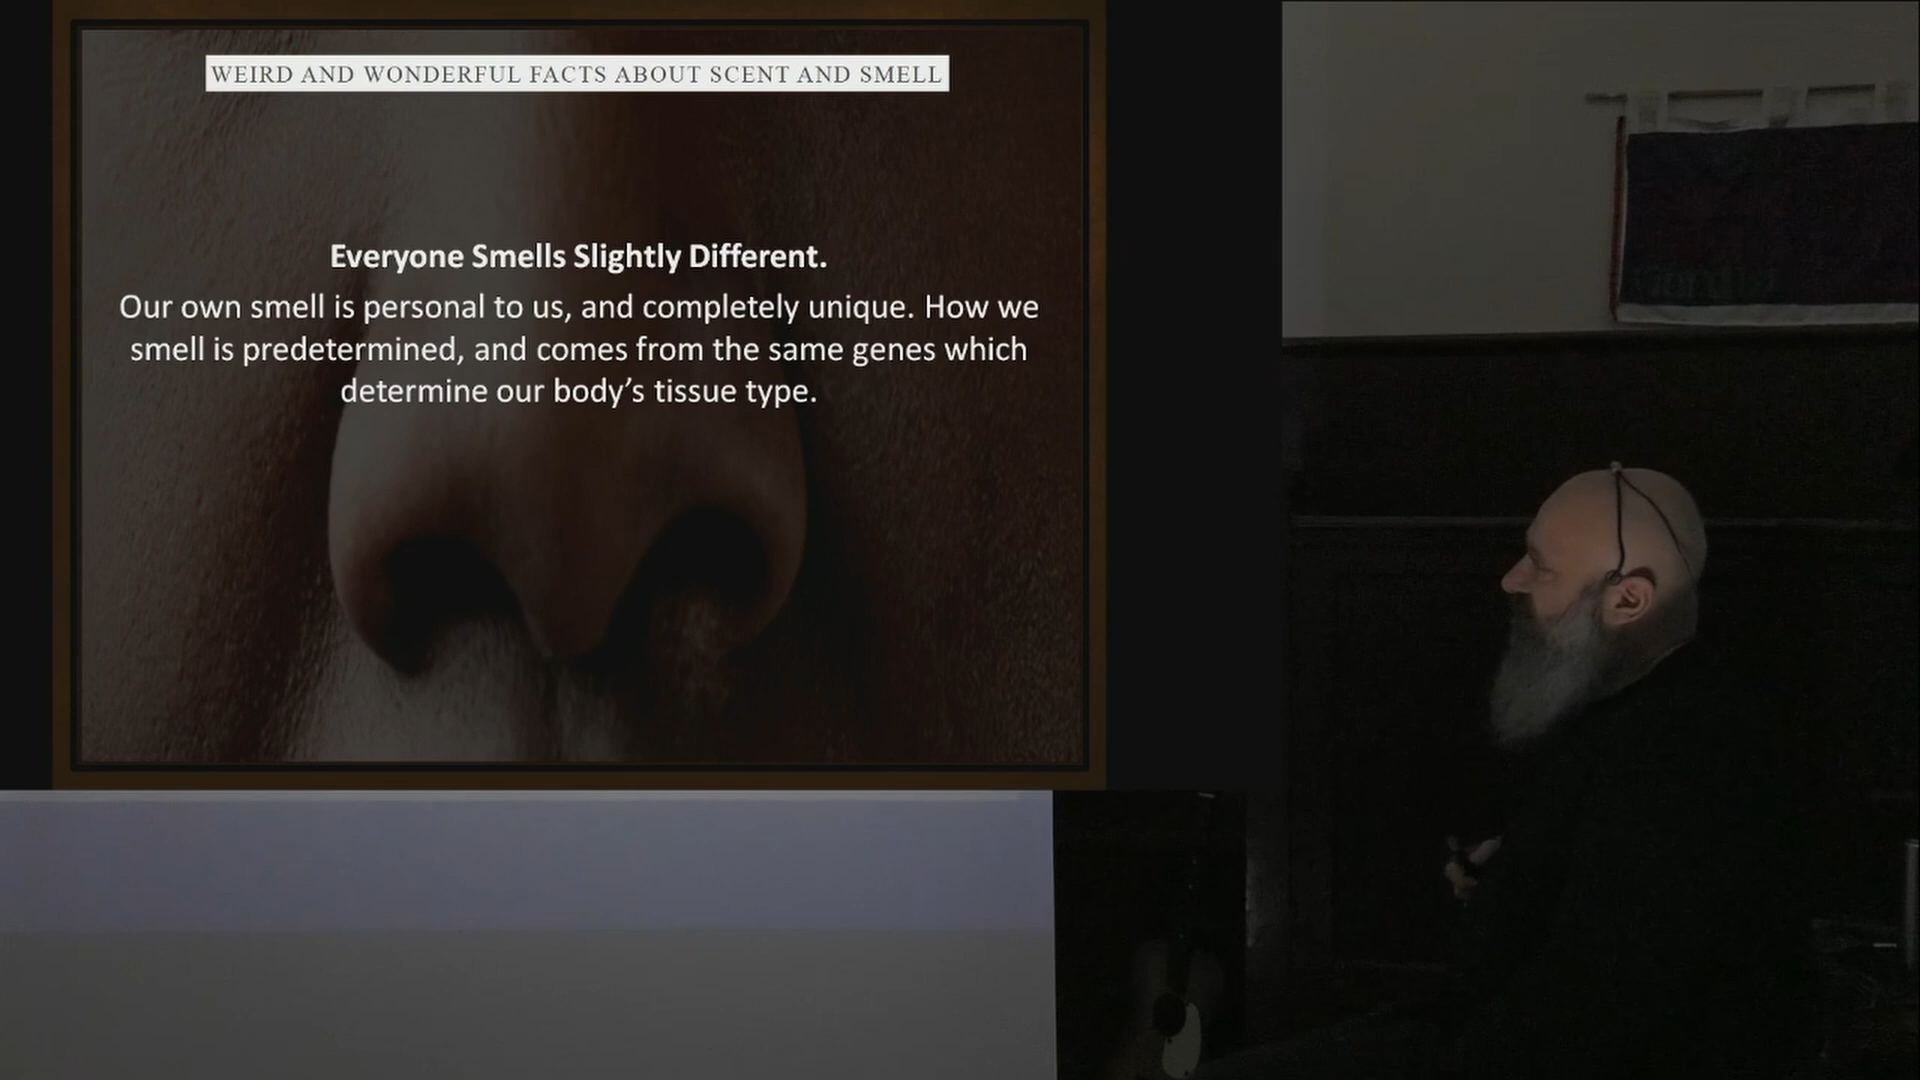 WEIRD AND WONDERFUL FACTS ABOUT SCENT AND SMELL
Everyone Smells Slightly Different.
Our own smell is personal to us, and completely unique. How we
smell is predetermined, and comes from the same genes which
determine our body’s tissue type.